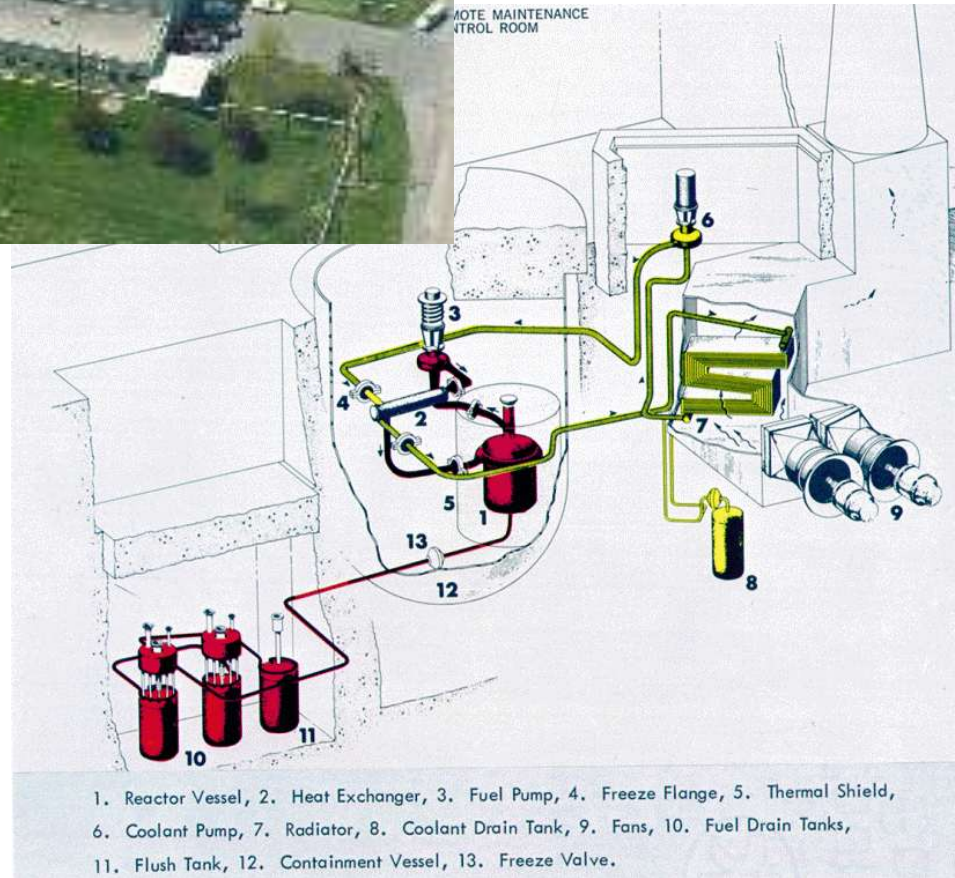 NTROL ROOM
MAINTENANCE
6
3
4
2
7
5
1
9
13
8
12
11
10
1. Reactor Vessel, 2. Heat Exchanger, 3. Fuel Pump, 4. Freeze Flange, 5. Thermal Shield,
6. Coolant Pump, 7. Radiator, 8. Coolant Drain Tank, 9. Fans, 10. Fuel Drain Tanks,
11. Flush Tank, 12. Containment Vessel, 13. Freeze Valve.